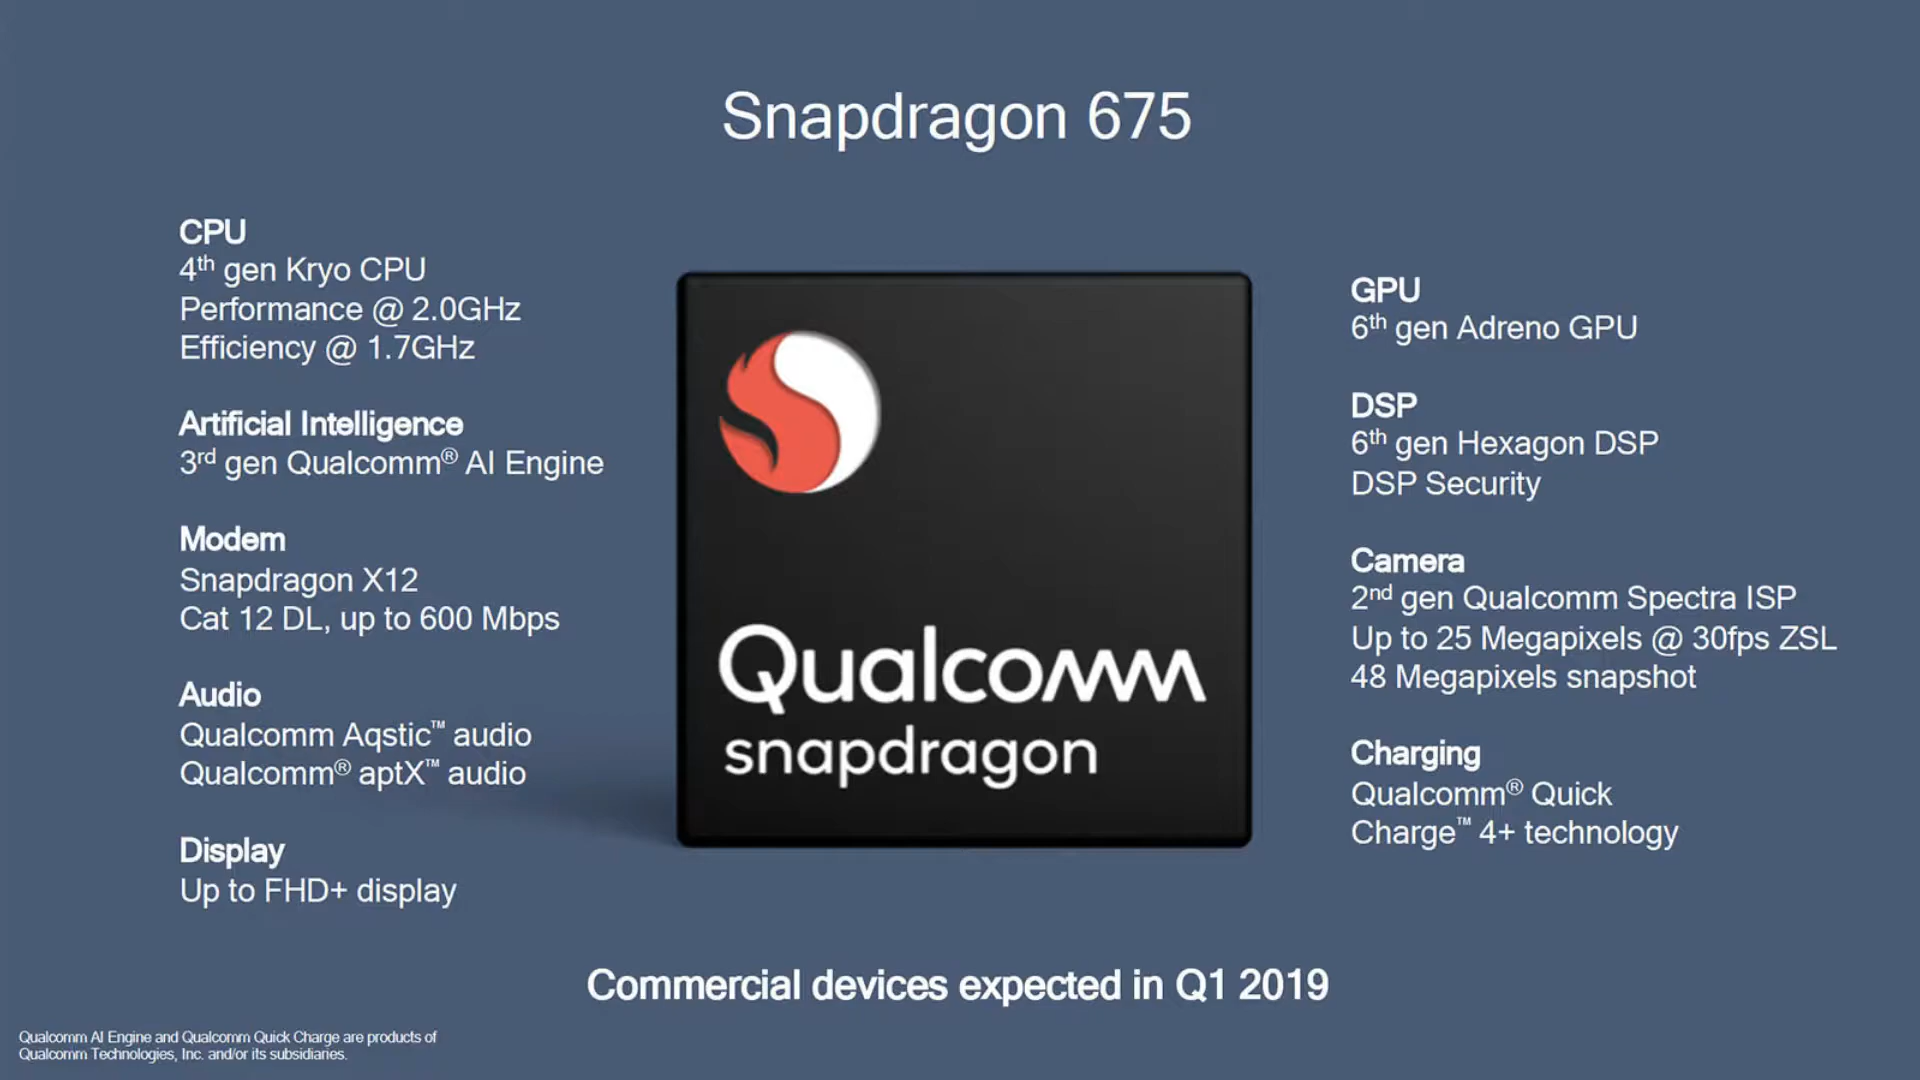 Snapdragon 675
CPU
4th gen Kryo CPU
Performance @ 2.0GHz
Efficiency @ 1.7GHz
Artificial Intelligence
3rd gen Qualcomm® AI Engine
Modem
Snapdragon X12
Cat 12 DL, up to 600 Mbps
Audio
Qualcomm Aqstic™ audio
Qualcomm® aptX™ audio
Display
Up to FHD+ display
Qualcomm
snapdragon
GPU
6th gen Adreno GPU
DSP
6th gen Hexagon DSP
DSP Security
Camera
2nd gen Qualcomm Spectra ISP
Up to 25 Megapixels @ 30fps ZSL
48 Megapixels snapshot
Charging
Qualcomm® Quick
Charge™ 4+ technology
Commercial devices expected in Q1 2019
Qualcomm AI Engine and Qualcomm Quick Charge are products of
Qualcomm Technologies, Inc. and/or its subsidiaries.